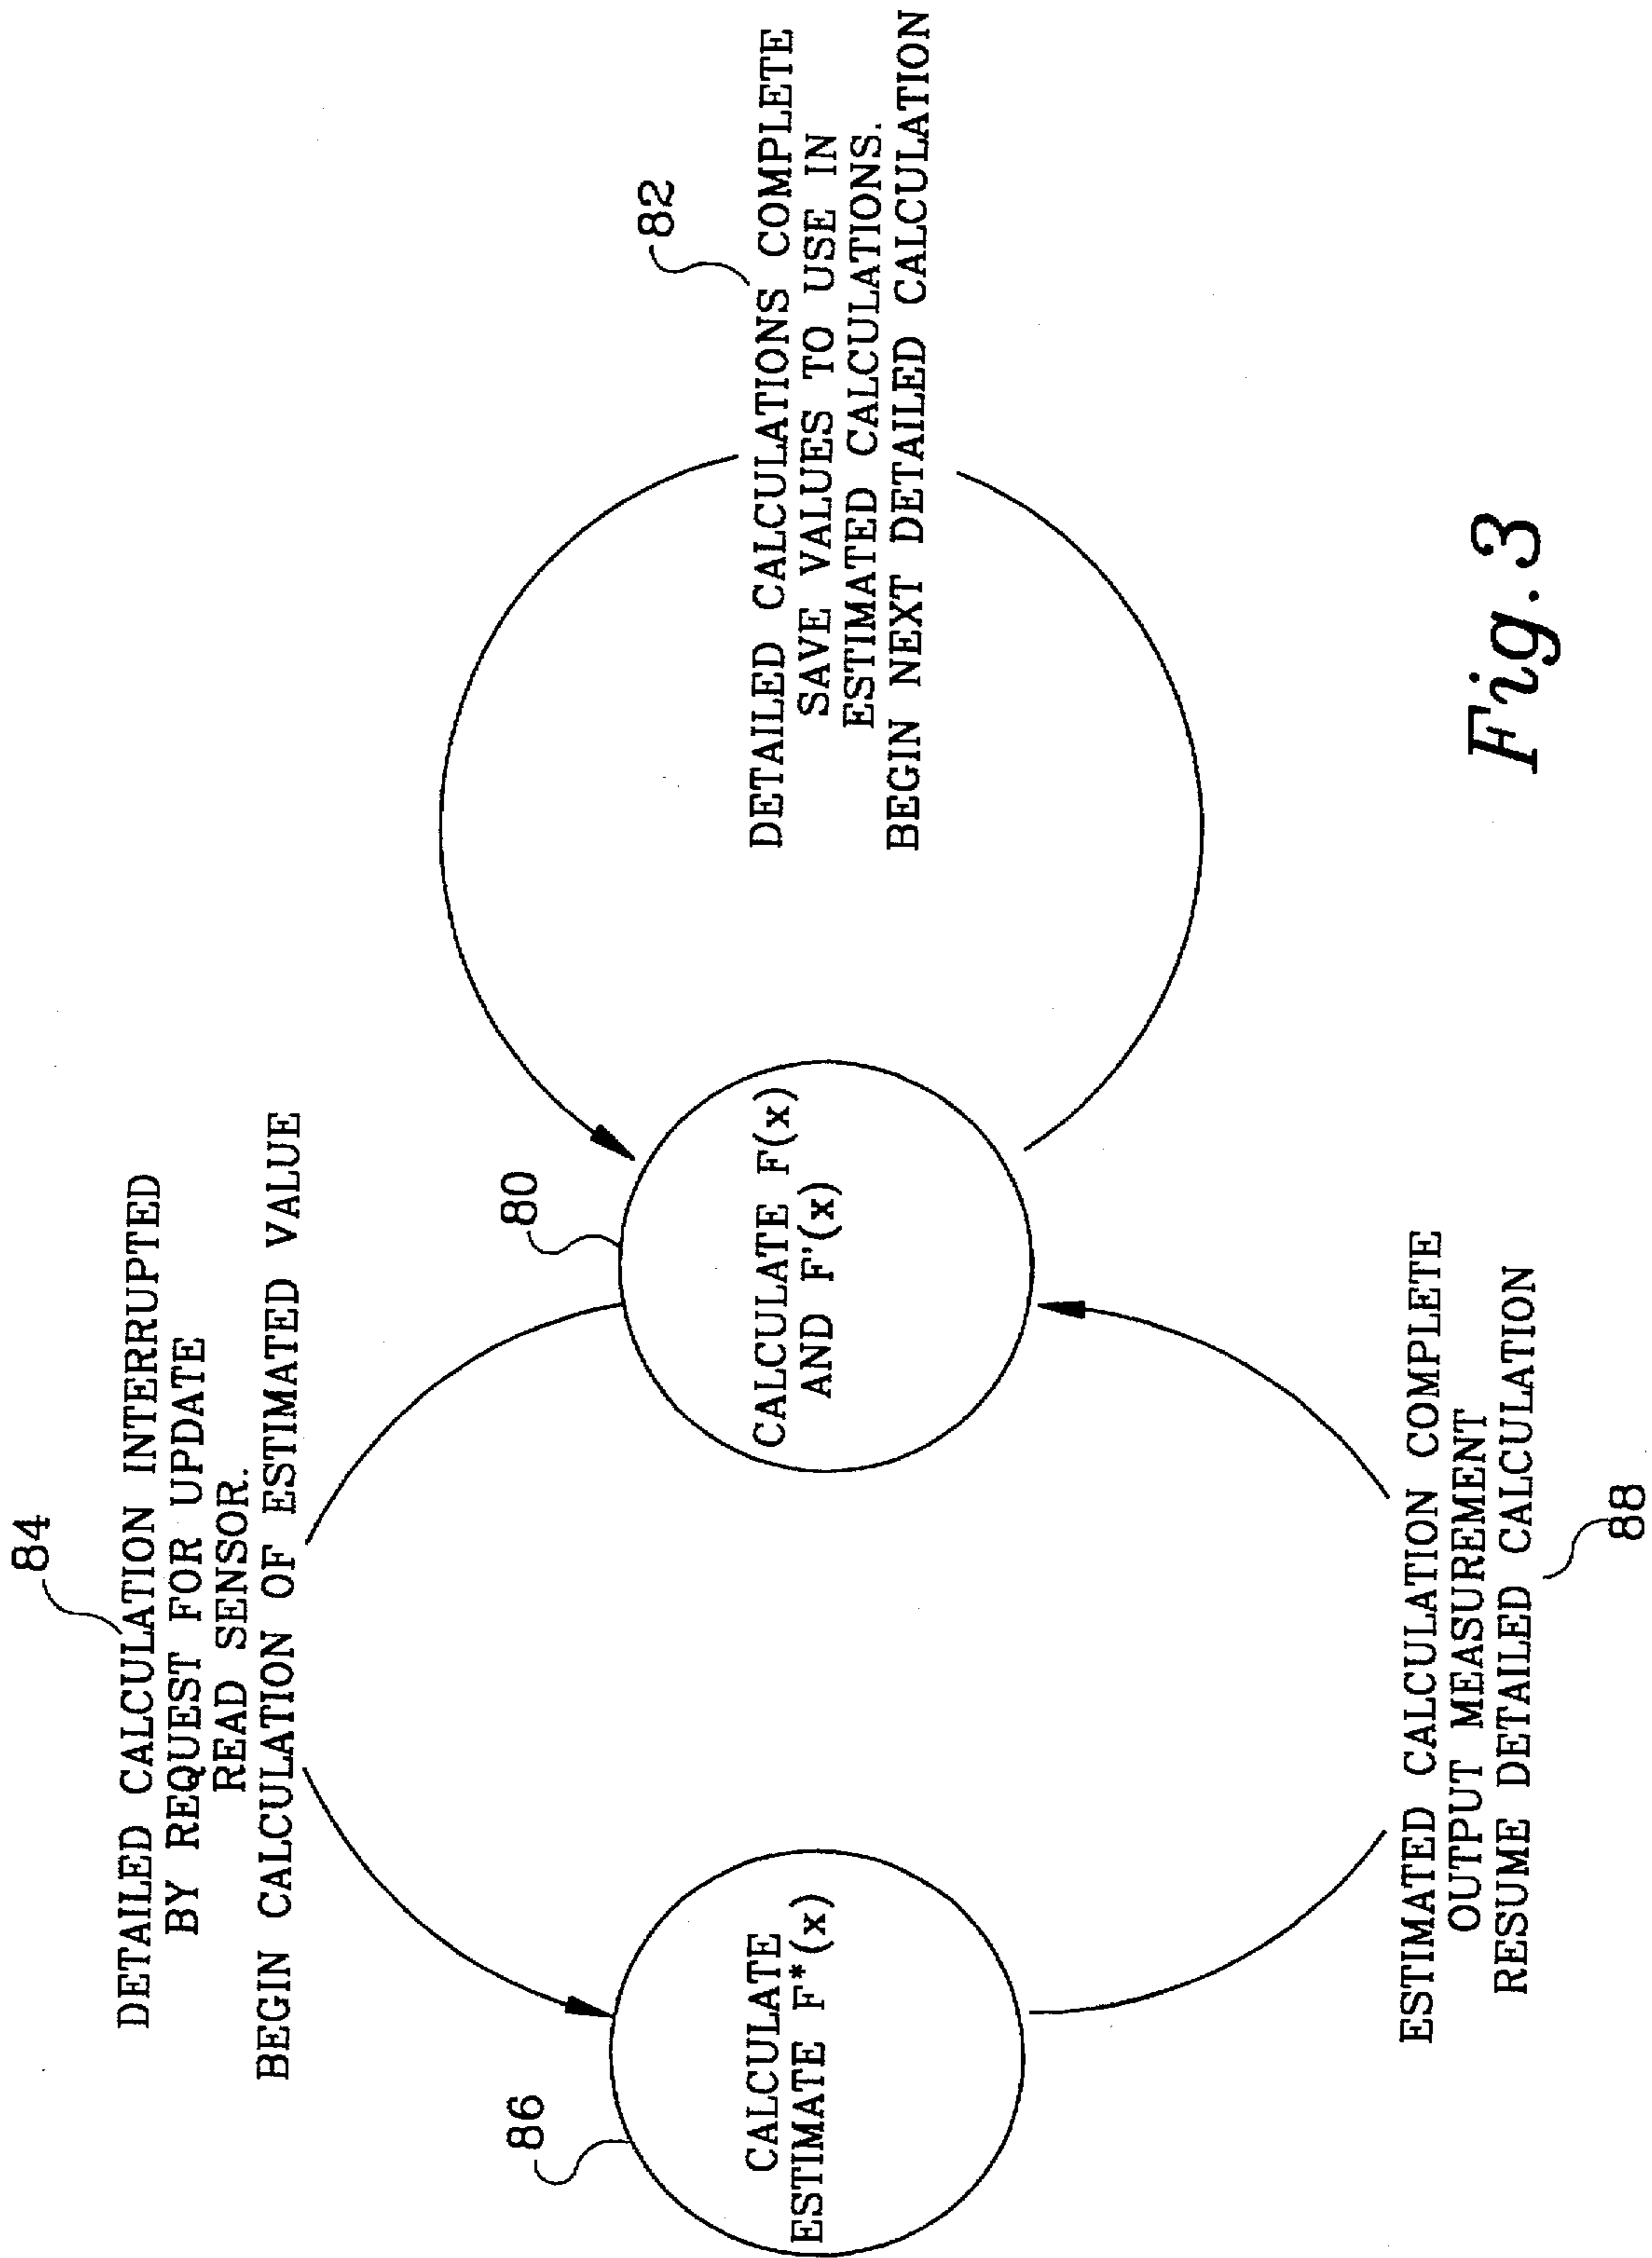 84
DETAILED CALCULATION INTERRUPTED
BY REQUEST FOR UPDATE
READ SENSOR.
BEGIN CALCULATION OF ESTIMATED VALUE
86
CALCULATE
ESTIMATE F*(x)
80
CALCULATE F(x)
AND F'(x)
82
DETAILED CALCULATIONS COMPLETE
SAVE VALUES TO USE IN
ESTIMATED CALCULATIONS.
BEGIN NEXT DETAILED CALCULATION
ESTIMATED CALCULATION COMPLETE
OUTPUT MEASUREMENT
RESUME DETAILED CALCULATION
88
Fig. 3